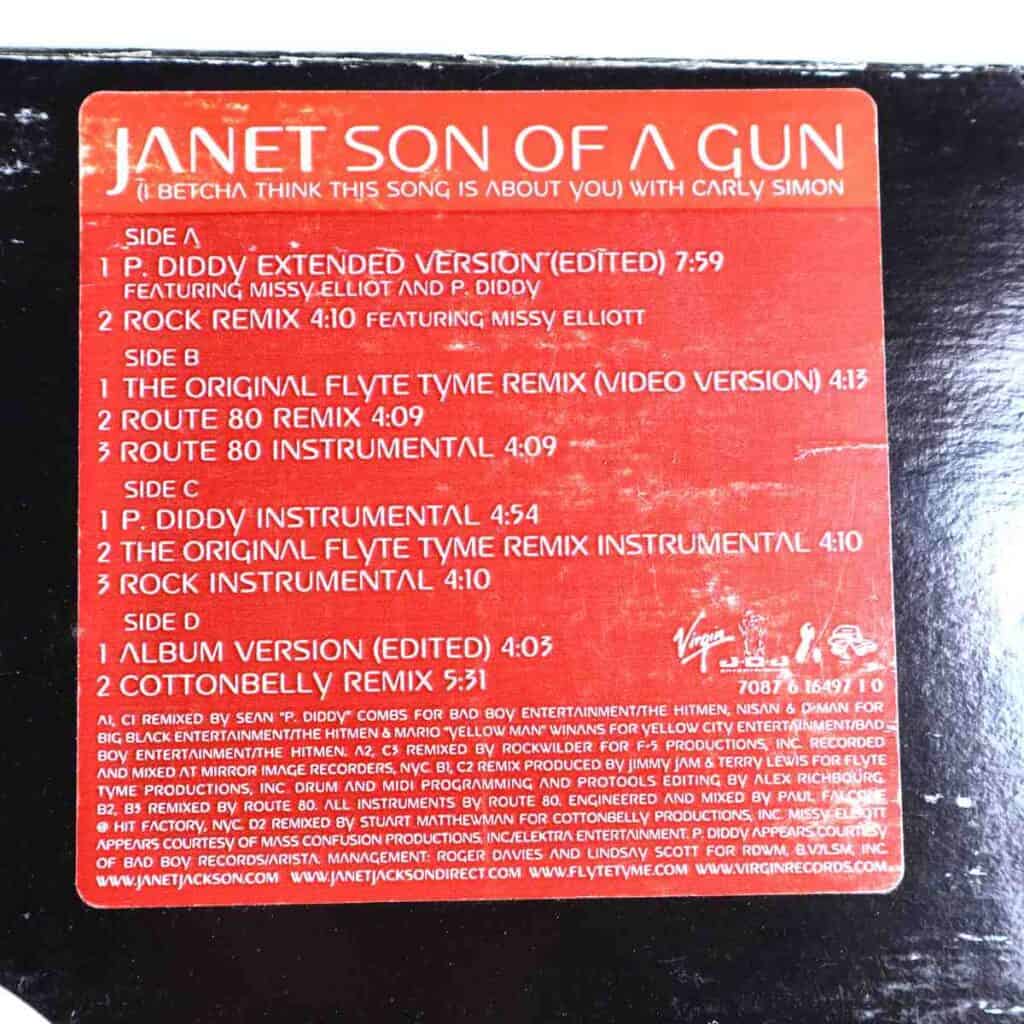 JANET SON OF A GUN
(I BETCHA THINK THIS SONG IS ABOUT YOU) WITH CARLY SIMON
SIDE A
1 P. DIDDY EXTENDED VERSION (EDITED) 7:59
FEATURING MISSY ELLIOT AND P. DIDDY
2 ROCK REMIX 4:10 FEATURING MISSY ELLIOTT
SIDE B
1 THE ORIGINAL FLYTE TYME REMIX (VIDEO VERSION) 4:13
2 ROUTE 80 REMIX 4:09
3 ROUTE 80 INSTRUMENTAL 4:09
SIDE C
1 P. DIDDY INSTRUMENTAL 4:54
2 THE ORIGINAL FLYTE TYME REMIX INSTRUMENTAL 4:10
3 ROCK INSTRUMENTAL 4:10
SIDE D
1 ALBUM VERSION (EDITED) 4:03
2 COTTONBELLY REMIX 5:31
Virgin J·D·J
7087 6 16497 1 0
A1, C1 REMIXED BY SEAN "P. DIDDY" COMBS FOR BAD BOY ENTERTAINMENT/THE HITMEN, NISAN & D-MAN FOR
BIG BLACK ENTERTAINMENT/THE HITMEN & MARIO "YELLOW MAN" WINANS FOR YELLOW CITY ENTERTAINMENT/BAD
BOY ENTERTAINMENT/THE HITMEN. A2, C3 REMIXED BY ROCKWILDER FOR F-5 PRODUCTIONS, INC. RECORDED
AND MIXED AT MIRROR IMAGE RECORDERS, NYC. B1, C2 REMIX PRODUCED BY JIMMY JAM & TERRY LEWIS FOR FLYTE
TYME PRODUCTIONS, INC. DRUM AND MIDI PROGRAMMING AND PROTOOLS EDITING BY ALEX RICHBOURG.
B2, B3 REMIXED BY ROUTE 80. ALL INSTRUMENTS BY ROUTE 80. ENGINEERED AND MIXED BY PAUL FALCONE
@ HIT FACTORY, NYC. D2 REMIXED BY STUART MATTHEWMAN FOR COTTONBELLY PRODUCTIONS, INC. MISSY ELLIOTT
APPEARS COURTESY OF MASS CONFUSION PRODUCTIONS, INC/ELEKTRA ENTERTAINMENT. P. DIDDY APPEARS COURTESY
OF BAD BOY RECORDS/ARISTA. MANAGEMENT: ROGER DAVIES AND LINDSAY SCOTT FOR RDWM, B.V./LSM, INC.
WWW.JANETJACKSON.COM WWW.JANETJACKSONDIRECT.COM WWW.FLYTETYME.COM WWW.VIRGINRECORDS.COM